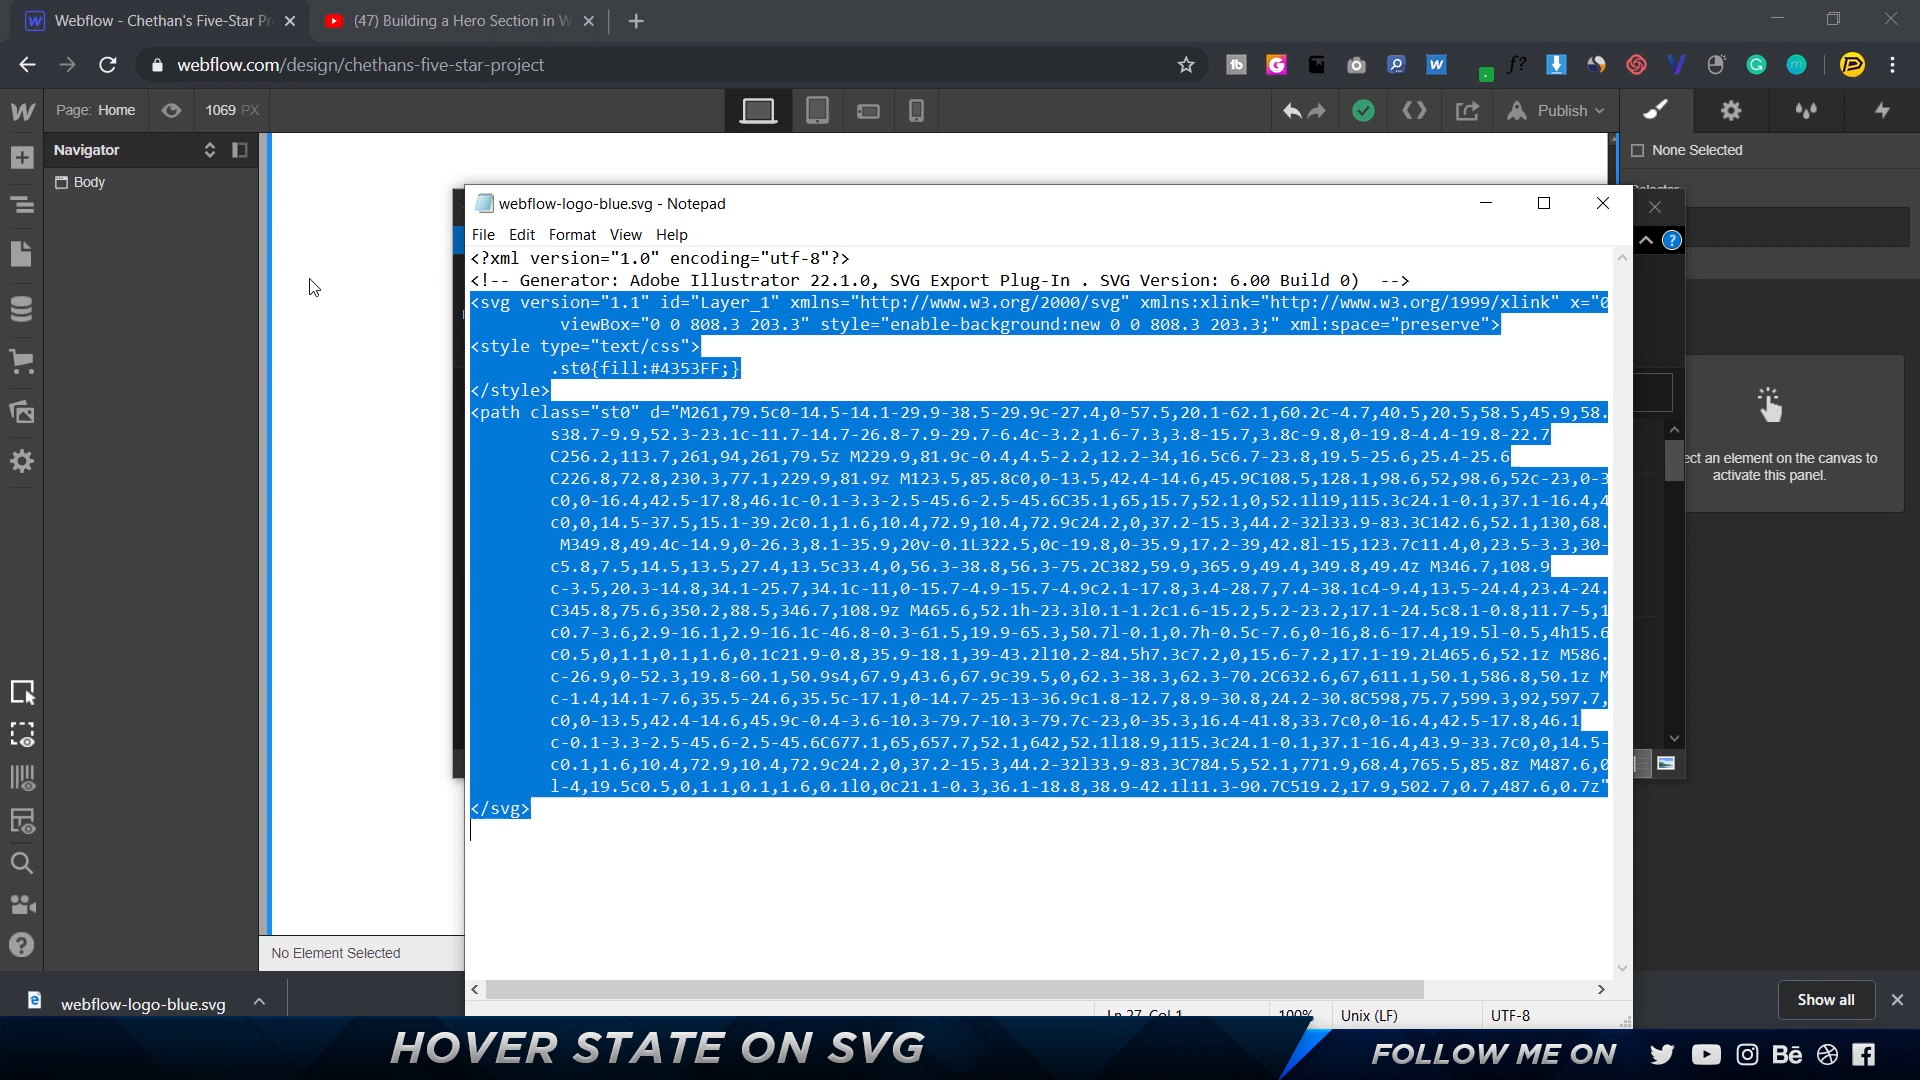 Webflow - Chethan's Five-Star Pr
(47) Building a Hero Section in W
webflow.com/design/chethans-five-star-project
Page: Home
1069 PX
Publish
Navigator
None Selected
Body
webflow-logo-blue.svg - Notepad
File Edit Format View Help
<?xml version="1.0" encoding="utf-8"?>
<!-- Generator: Adobe Illustrator 22.1.0, SVG Export Plug-In . SVG Version: 6.00 Build 0)  -->
<svg version="1.1" id="Layer_1" xmlns="http://www.w3.org/2000/svg" xmlns:xlink="http://www.w3.org/1999/xlink" x="0
viewBox="0 0 808.3 203.3" style="enable-background:new 0 0 808.3 203.3;" xml:space="preserve">
<style type="text/css">
.st0{fill:#4353FF;}
</style>
<path class="st0" d="M261,79.5c0-14.5-14.1-29.9-38.5-29.9c-27.4,0-57.5,20.1-62.1,60.2c-4.7,40.5,20.5,58.5,45.9,58.
s38.7-9.9,52.3-23.1c-11.7-14.7-26.8-7.9-29.7-6.4c-3.2,1.6-7.3,3.8-15.7,3.8c-9.8,0-19.8-4.4-19.8-22.7
C256.2,113.7,261,94,261,79.5z M229.9,81.9c-0.4,4.5-2.2,12.2-34,16.5c6.7-23.8,19.5-25.6,25.4-25.6
C226.8,72.8,230.3,77.1,229.9,81.9z M123.5,85.8c0,0-13.5,42.4-14.6,45.9C108.5,128.1,98.6,52,98.6,52c-23,0-3
c0,0-16.4,42.5-17.8,46.1c-0.1-3.3-2.5-45.6-2.5-45.6C35.1,65,15.7,52.1,0,52.1l19,115.3c24.1-0.1,37.1-16.4,4
c0,0,14.5-37.5,15.1-39.2c0.1,1.6,10.4,72.9,10.4,72.9c24.2,0,37.2-15.3,44.2-32l33.9-83.3C142.6,52.1,130,68.
M349.8,49.4c-14.9,0-26.3,8.1-35.9,20v-0.1L322.5,0c-19.8,0-35.9,17.2-39,42.8l-15,123.7c11.4,0,23.5-3.3,30-
c5.8,7.5,14.5,13.5,27.4,13.5c33.4,0,56.3-38.8,56.3-75.2C382,59.9,365.9,49.4,349.8,49.4z M346.7,108.9
c-3.5,20.3-14.8,34.1-25.7,34.1c-11,0-15.7-4.9-15.7-4.9c2.1-17.8,3.4-28.7,7.4-38.1c4-9.4,13.5-24.4,23.4-24.
C345.8,75.6,350.2,88.5,346.7,108.9z M465.6,52.1h-23.3l0.1-1.2c1.6-15.2,5.2-23.2,17.1-24.5c8.1-0.8,11.7-5,1
c0.7-3.6,2.9-16.1,2.9-16.1c-46.8-0.3-61.5,19.9-65.3,50.7l-0.1,0.7h-0.5c-7.6,0-16,8.6-17.4,19.5l-0.5,4h15.6
c0.5,0,1.1,0.1,1.6,0.1c21.9-0.8,35.9-18.1,39-43.2l10.2-84.5h7.3c7.2,0,15.6-7.2,17.1-19.2L465.6,52.1z M586.
c-26.9,0-52.3,19.8-60.1,50.9s4,67.9,43.6,67.9c39.5,0,62.3-38.3,62.3-70.2C632.6,67,611.1,50.1,586.8,50.1z M
c-1.4,14.1-7.6,35.5-24.6,35.5c-17.1,0-14.7-25-13-36.9c1.8-12.7,8.9-30.8,24.2-30.8C598,75.7,599.3,92,597.7,
c0,0-13.5,42.4-14.6,45.9c-0.4-3.6-10.3-79.7-10.3-79.7c-23,0-35.3,16.4-41.8,33.7c0,0-16.4,42.5-17.8,46.1
c-0.1-3.3-2.5-45.6-2.5-45.6C677.1,65,657.7,52.1,642,52.1l18.9,115.3c24.1-0.1,37.1-16.4,43.9-33.7c0,0,14.5-
c0.1,1.6,10.4,72.9,10.4,72.9c24.2,0,37.2-15.3,44.2-32l33.9-83.3C784.5,52.1,771.9,68.4,765.5,85.8z M487.6,0
l-4,19.5c0.5,0,1.1,0.1,1.6,0.1l0,0c21.1-0.3,36.1-18.8,38.9-42.1l11.3-90.7C519.2,17.9,502.7,0.7,487.6,0.7z"
</svg>
ect an element on the canvas to
activate this panel.
No Element Selected
Ln 27, Col 1
100%
Unix (LF)
UTF-8
webflow-logo-blue.svg
Show all
HOVER STATE ON SVG
FOLLOW ME ON